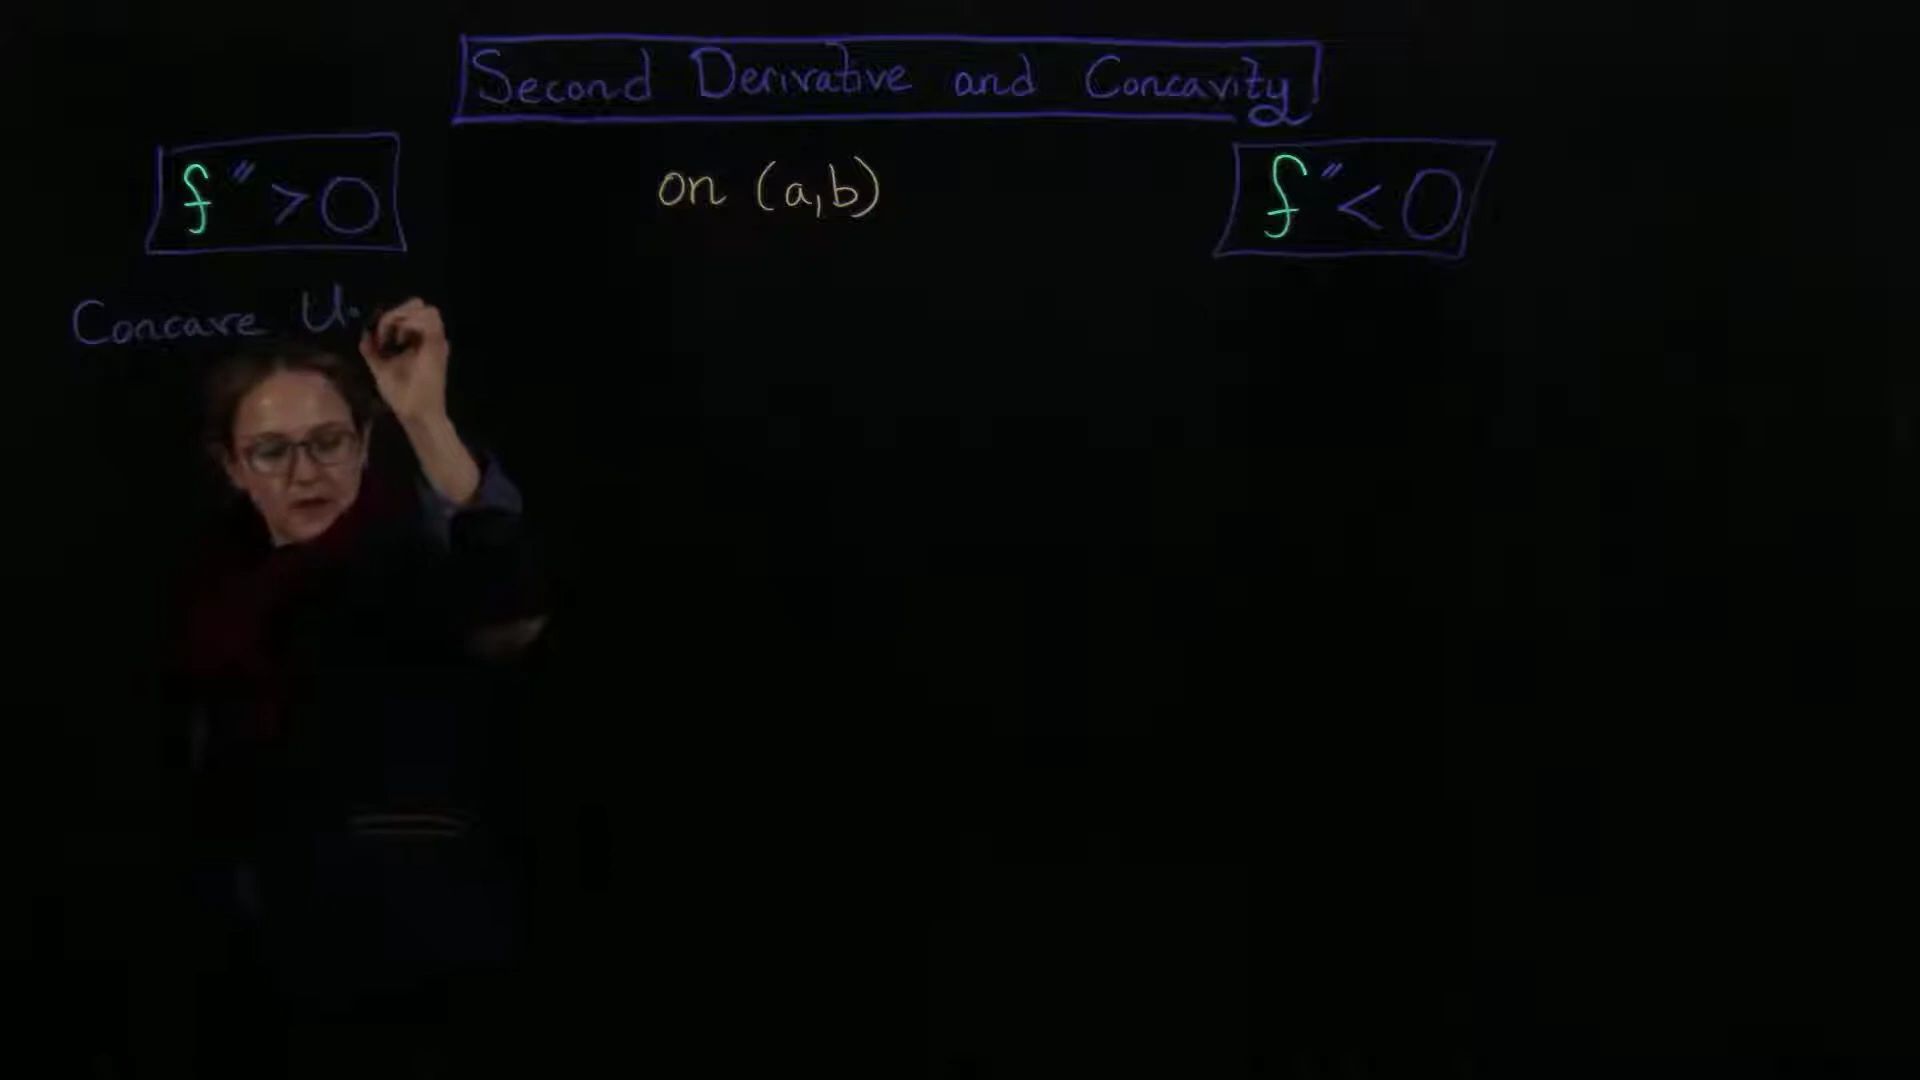 Second Derivative and Concavity
f″ > 0
on (a,b)
f″ < 0
Concave U